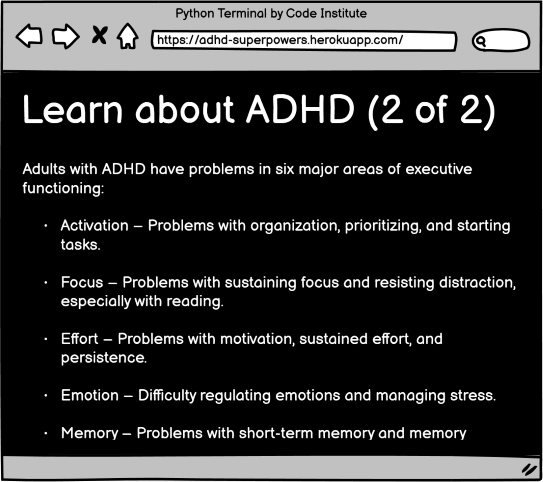 Python Terminal by Code Institute
https://adhd-superpowers.herokuapp.com/
Learn about ADHD (2 of 2)
Adults with ADHD have problems in six major areas of executive
functioning:
· Activation – Problems with organization, prioritizing, and starting
tasks.
· Focus – Problems with sustaining focus and resisting distraction,
especially with reading.
· Effort – Problems with motivation, sustained effort, and
persistence.
· Emotion – Difficulty regulating emotions and managing stress.
· Memory – Problems with short-term memory and memory